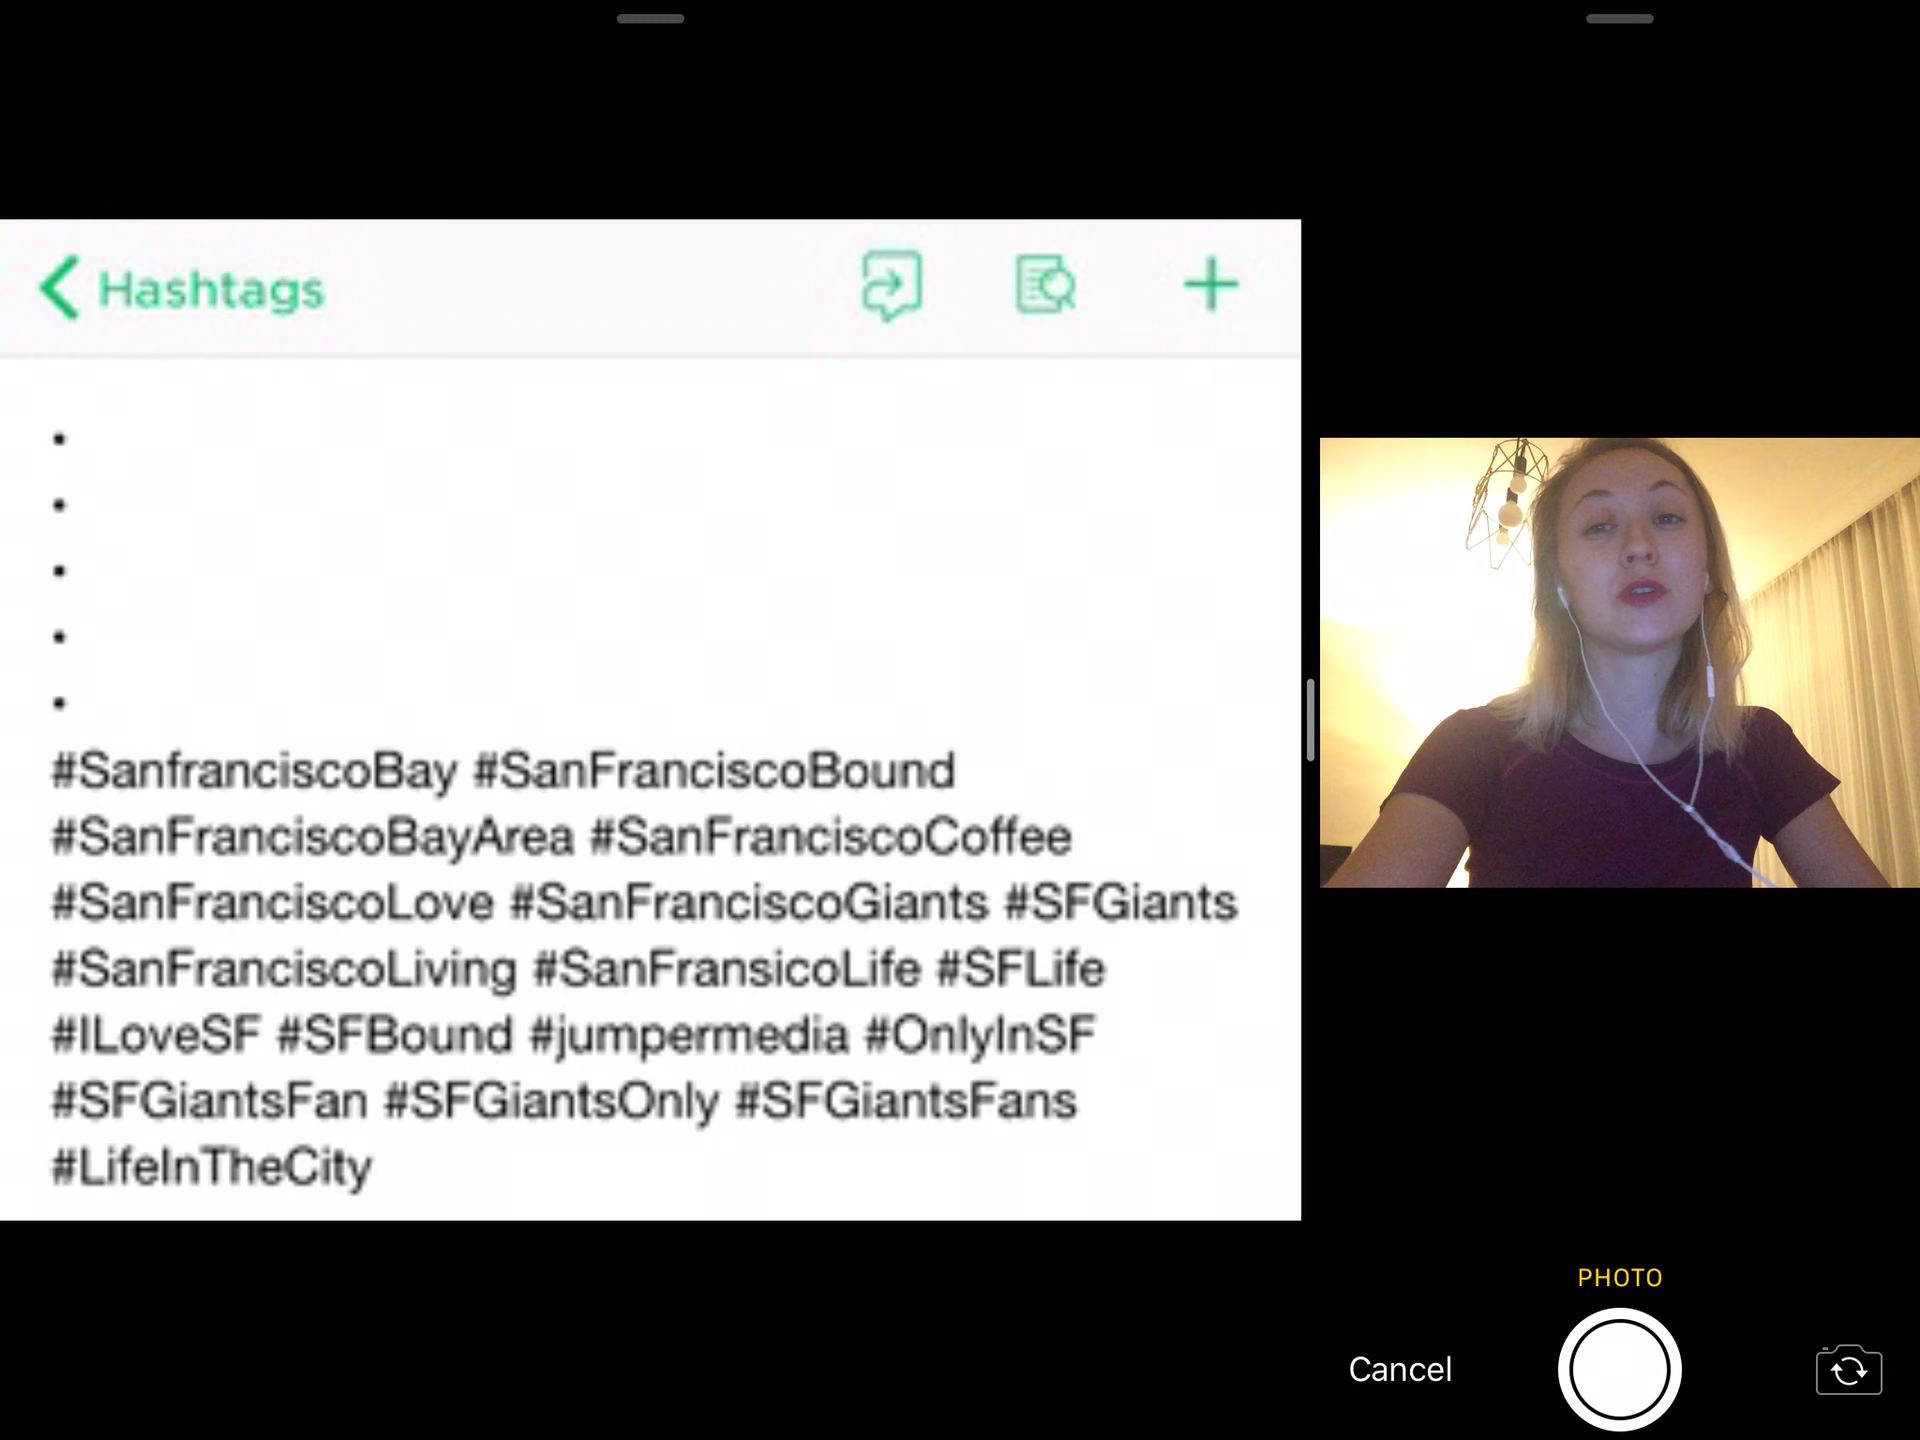 Hashtags
#SanfranciscoBay #SanFranciscoBound
#SanFranciscoBayArea #SanFranciscoCoffee
#SanFranciscoLove #SanFranciscoGiants #SFGiants
#SanFranciscoLiving #SanFransicoLife #SFLife
#ILoveSF #SFBound #jumpermedia #OnlyInSF
#SFGiantsFan #SFGiantsOnly #SFGiantsFans
#LifeInTheCity
PHOTO
Cancel